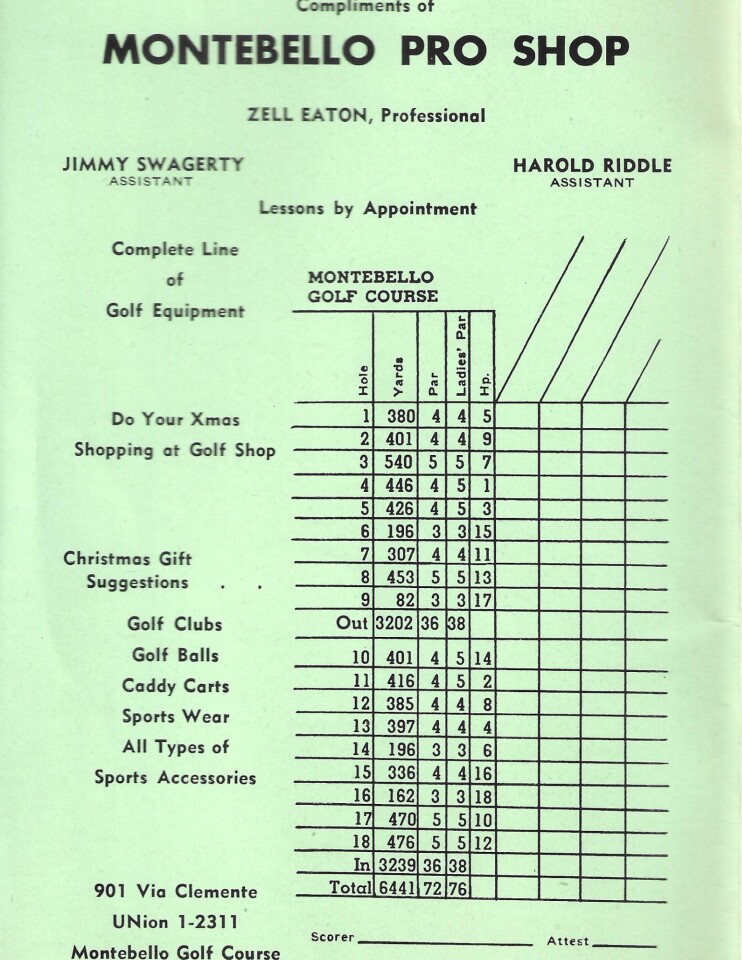 Compliments of
MONTEBELLO PRO SHOP
ZELL EATON, Professional
JIMMY SWAGERTY
ASSISTANT
HAROLD RIDDLE
ASSISTANT
Lessons by Appointment
Complete Line
of
Golf Equipment
Do Your Xmas
Shopping at Golf Shop
Christmas Gift
Suggestions . .
Golf Clubs
Golf Balls
Caddy Carts
Sports Wear
All Types of
Sports Accessories
901 Via Clemente
UNion 1-2311
Montebello Golf Course
MONTEBELLO
GOLF COURSE
Hole Yards Par Ladies' Par Hp.
1 380 4 4 5
2 401 4 4 9
3 540 5 5 7
4 446 4 5 1
5 426 4 5 3
6 196 3 3 15
7 307 4 4 11
8 453 5 5 13
9 82 3 3 17
Out 3202 36 38
10 401 4 5 14
11 416 4 5 2
12 385 4 4 8
13 397 4 4 4
14 196 3 3 6
15 336 4 4 16
16 162 3 3 18
17 470 5 5 10
18 476 5 5 12
In 3239 36 38
Total 6441 72 76
Scorer Attest